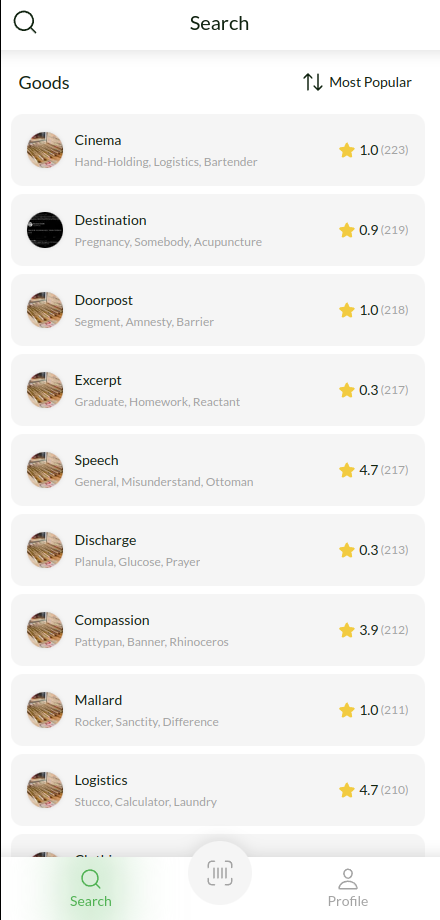 Search
Goods
Most Popular
Cinema
Hand-Holding, Logistics, Bartender
1.0 (223)
Destination
Pregnancy, Somebody, Acupuncture
0.9 (219)
Doorpost
Segment, Amnesty, Barrier
1.0 (218)
Excerpt
Graduate, Homework, Reactant
0.3 (217)
Speech
General, Misunderstand, Ottoman
4.7 (217)
Discharge
Planula, Glucose, Prayer
0.3 (213)
Compassion
Pattypan, Banner, Rhinoceros
3.9 (212)
Mallard
Rocker, Sanctity, Difference
1.0 (211)
Logistics
Stucco, Calculator, Laundry
4.7 (210)
Search
Profile